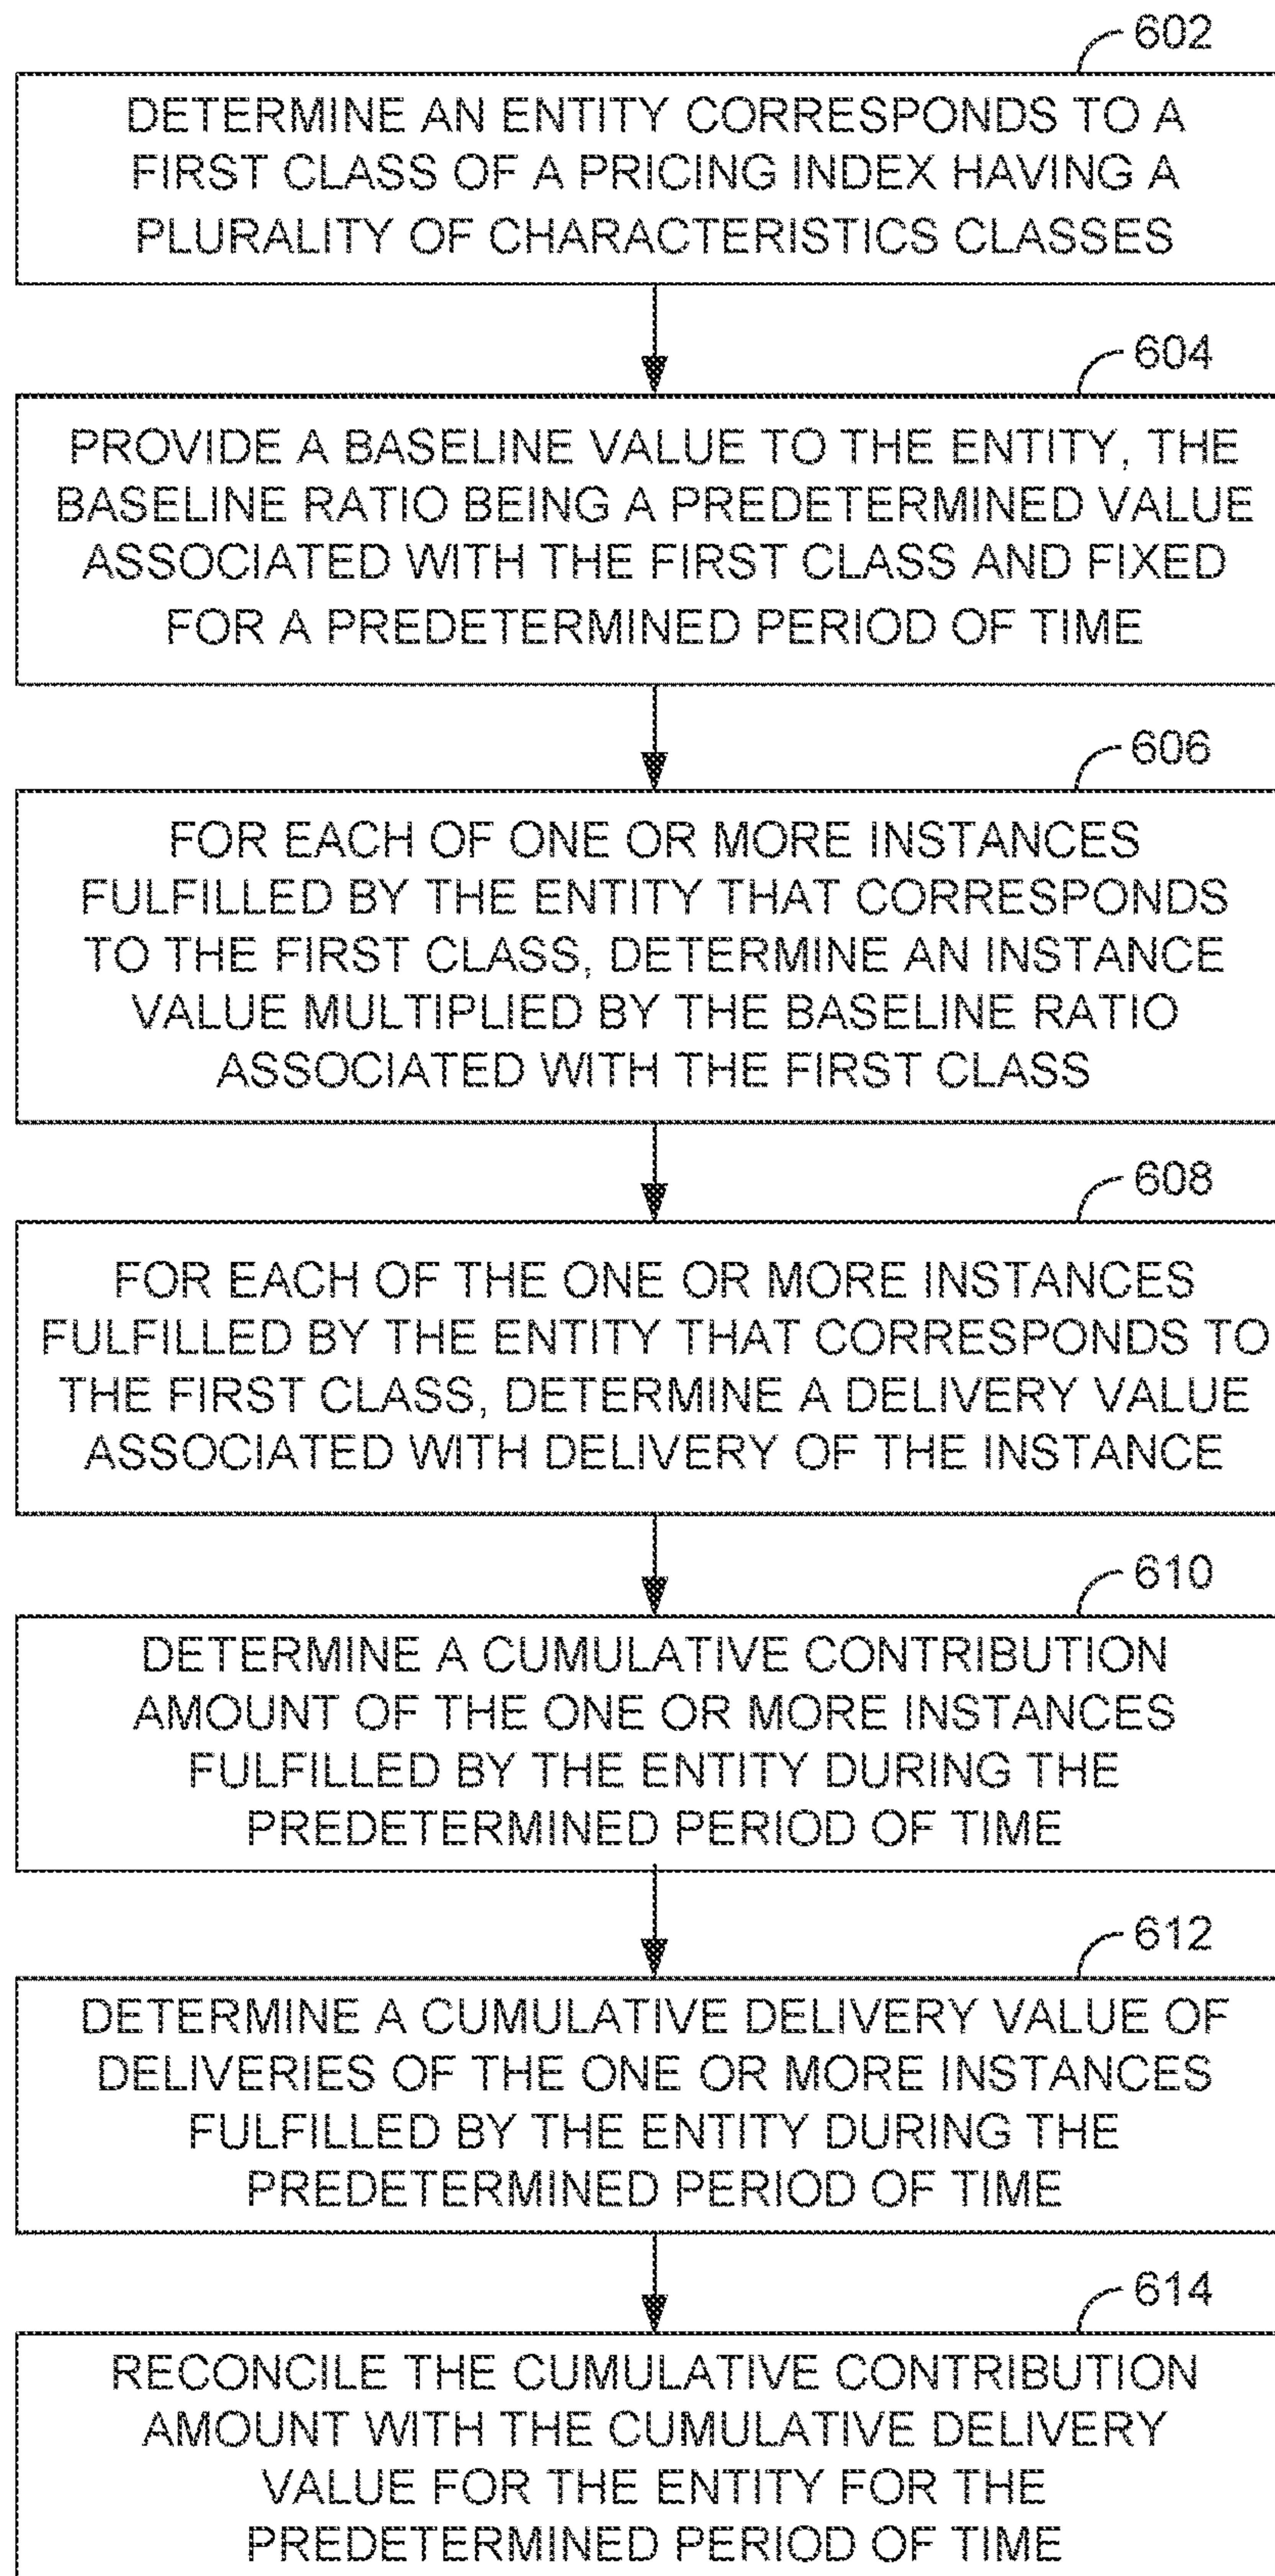 602
DETERMINE AN ENTITY CORRESPONDS TO A
FIRST CLASS OF A PRICING INDEX HAVING A
PLURALITY OF CHARACTERISTICS CLASSES
604
PROVIDE A BASELINE VALUE TO THE ENTITY, THE
BASELINE RATIO BEING A PREDETERMINED VALUE
ASSOCIATED WITH THE FIRST CLASS AND FIXED
FOR A PREDETERMINED PERIOD OF TIME
606
FOR EACH OF ONE OR MORE INSTANCES
FULFILLED BY THE ENTITY THAT CORRESPONDS
TO THE FIRST CLASS, DETERMINE AN INSTANCE
VALUE MULTIPLIED BY THE BASELINE RATIO
ASSOCIATED WITH THE FIRST CLASS
608
FOR EACH OF THE ONE OR MORE INSTANCES
FULFILLED BY THE ENTITY THAT CORRESPONDS TO
THE FIRST CLASS, DETERMINE A DELIVERY VALUE
ASSOCIATED WITH DELIVERY OF THE INSTANCE
610
DETERMINE A CUMULATIVE CONTRIBUTION
AMOUNT OF THE ONE OR MORE INSTANCES
FULFILLED BY THE ENTITY DURING THE
PREDETERMINED PERIOD OF TIME
612
DETERMINE A CUMULATIVE DELIVERY VALUE OF
DELIVERIES OF THE ONE OR MORE INSTANCES
FULFILLED BY THE ENTITY DURING THE
PREDETERMINED PERIOD OF TIME
614
RECONCILE THE CUMULATIVE CONTRIBUTION
AMOUNT WITH THE CUMULATIVE DELIVERY
VALUE FOR THE ENTITY FOR THE
PREDETERMINED PERIOD OF TIME